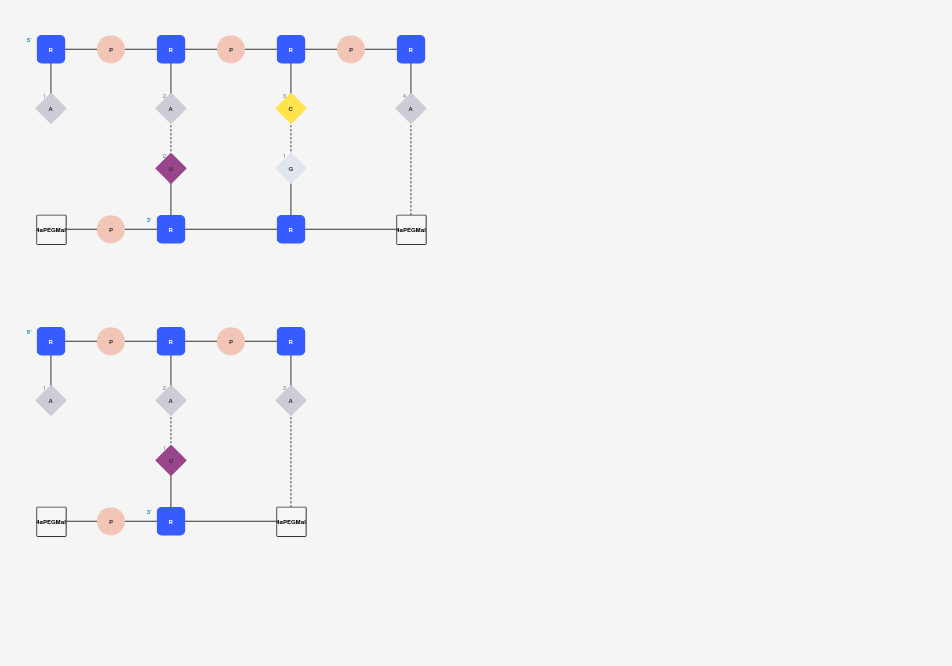 5' R P R P R P R
1 A 2 A 3 C 4 A
2 U 1 G
4aPEGMal P 3' R R 4aPEGMal
5' R P R P R
1 A 2 A 3 A
1 U
4aPEGMal P 3' R 4aPEGMal